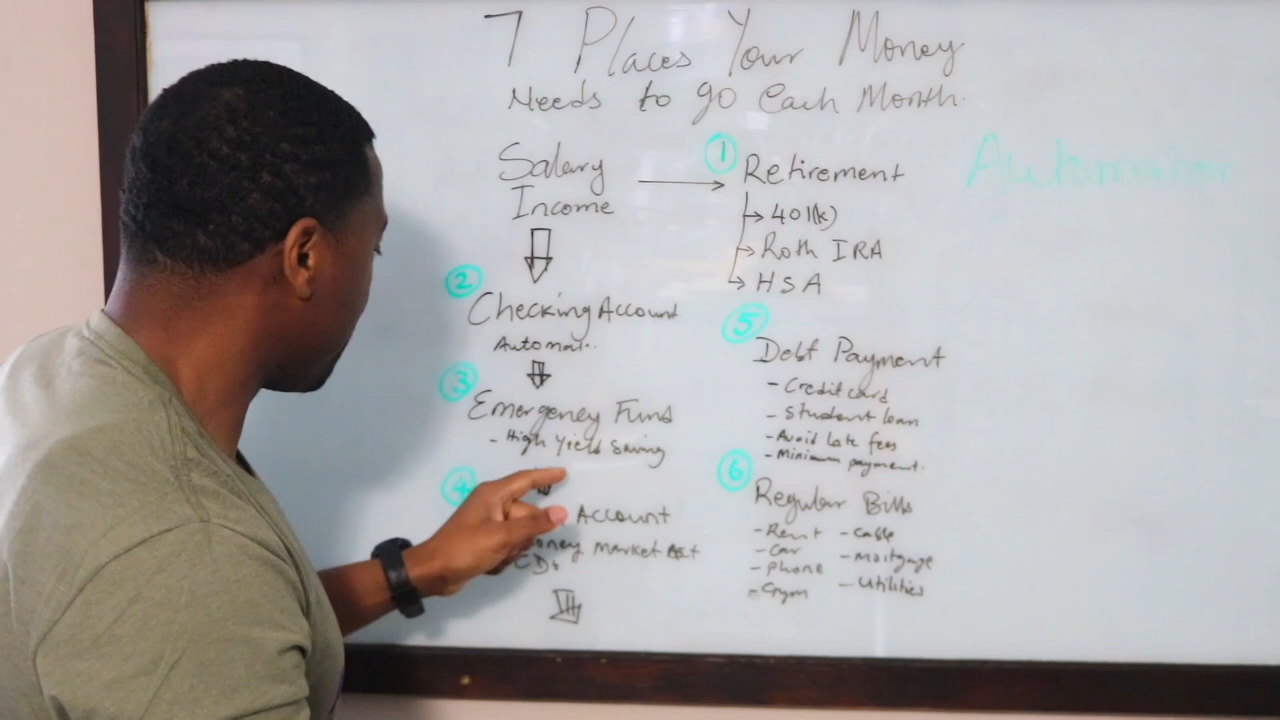 7 Places Your Money
Needs to go Each Month.
Salary
Income
1
Retirement
401(k)
Roth IRA
HSA
Automation
2
Checking Account
Automat..
3
Emergency Fund
- High Yield Saving
4
Account
Money Market Acct
CDs
5
Debt Payment
- Credit card
- Student loan
- Avoid late fees
- Minimum payment.
6
Regular Bills
- Rent
- Car
- Phone
- Gym
- Cable
- Mortgage
- Utilities